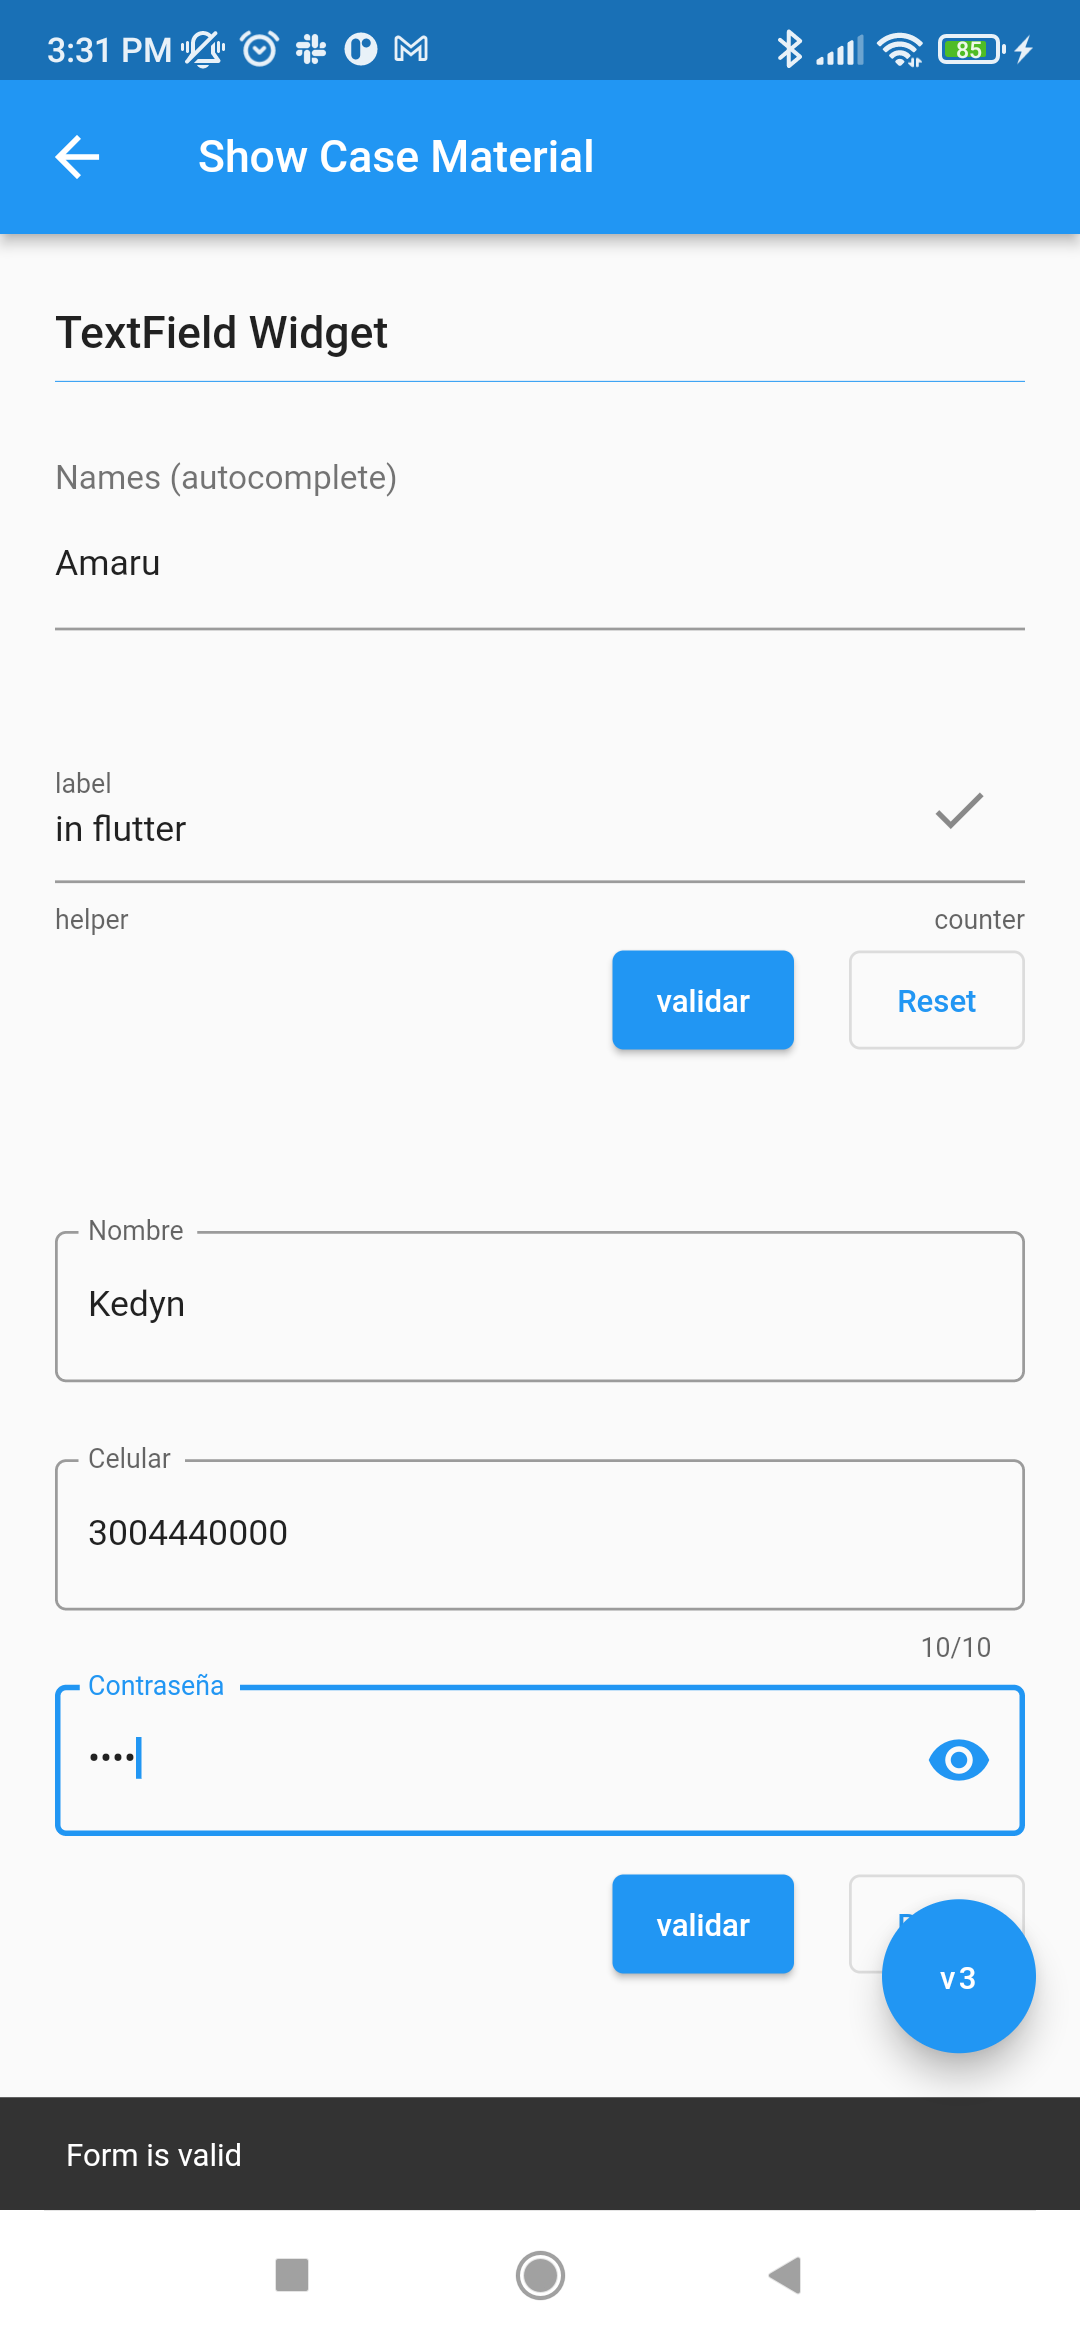 3:31 PM
85
Show Case Material
TextField Widget
Names (autocomplete)
Amaru
label
in flutter
helper
counter
validar
Reset
Nombre
Kedyn
Celular
3004440000
10/10
Contraseña
••••
validar
v3
Form is valid